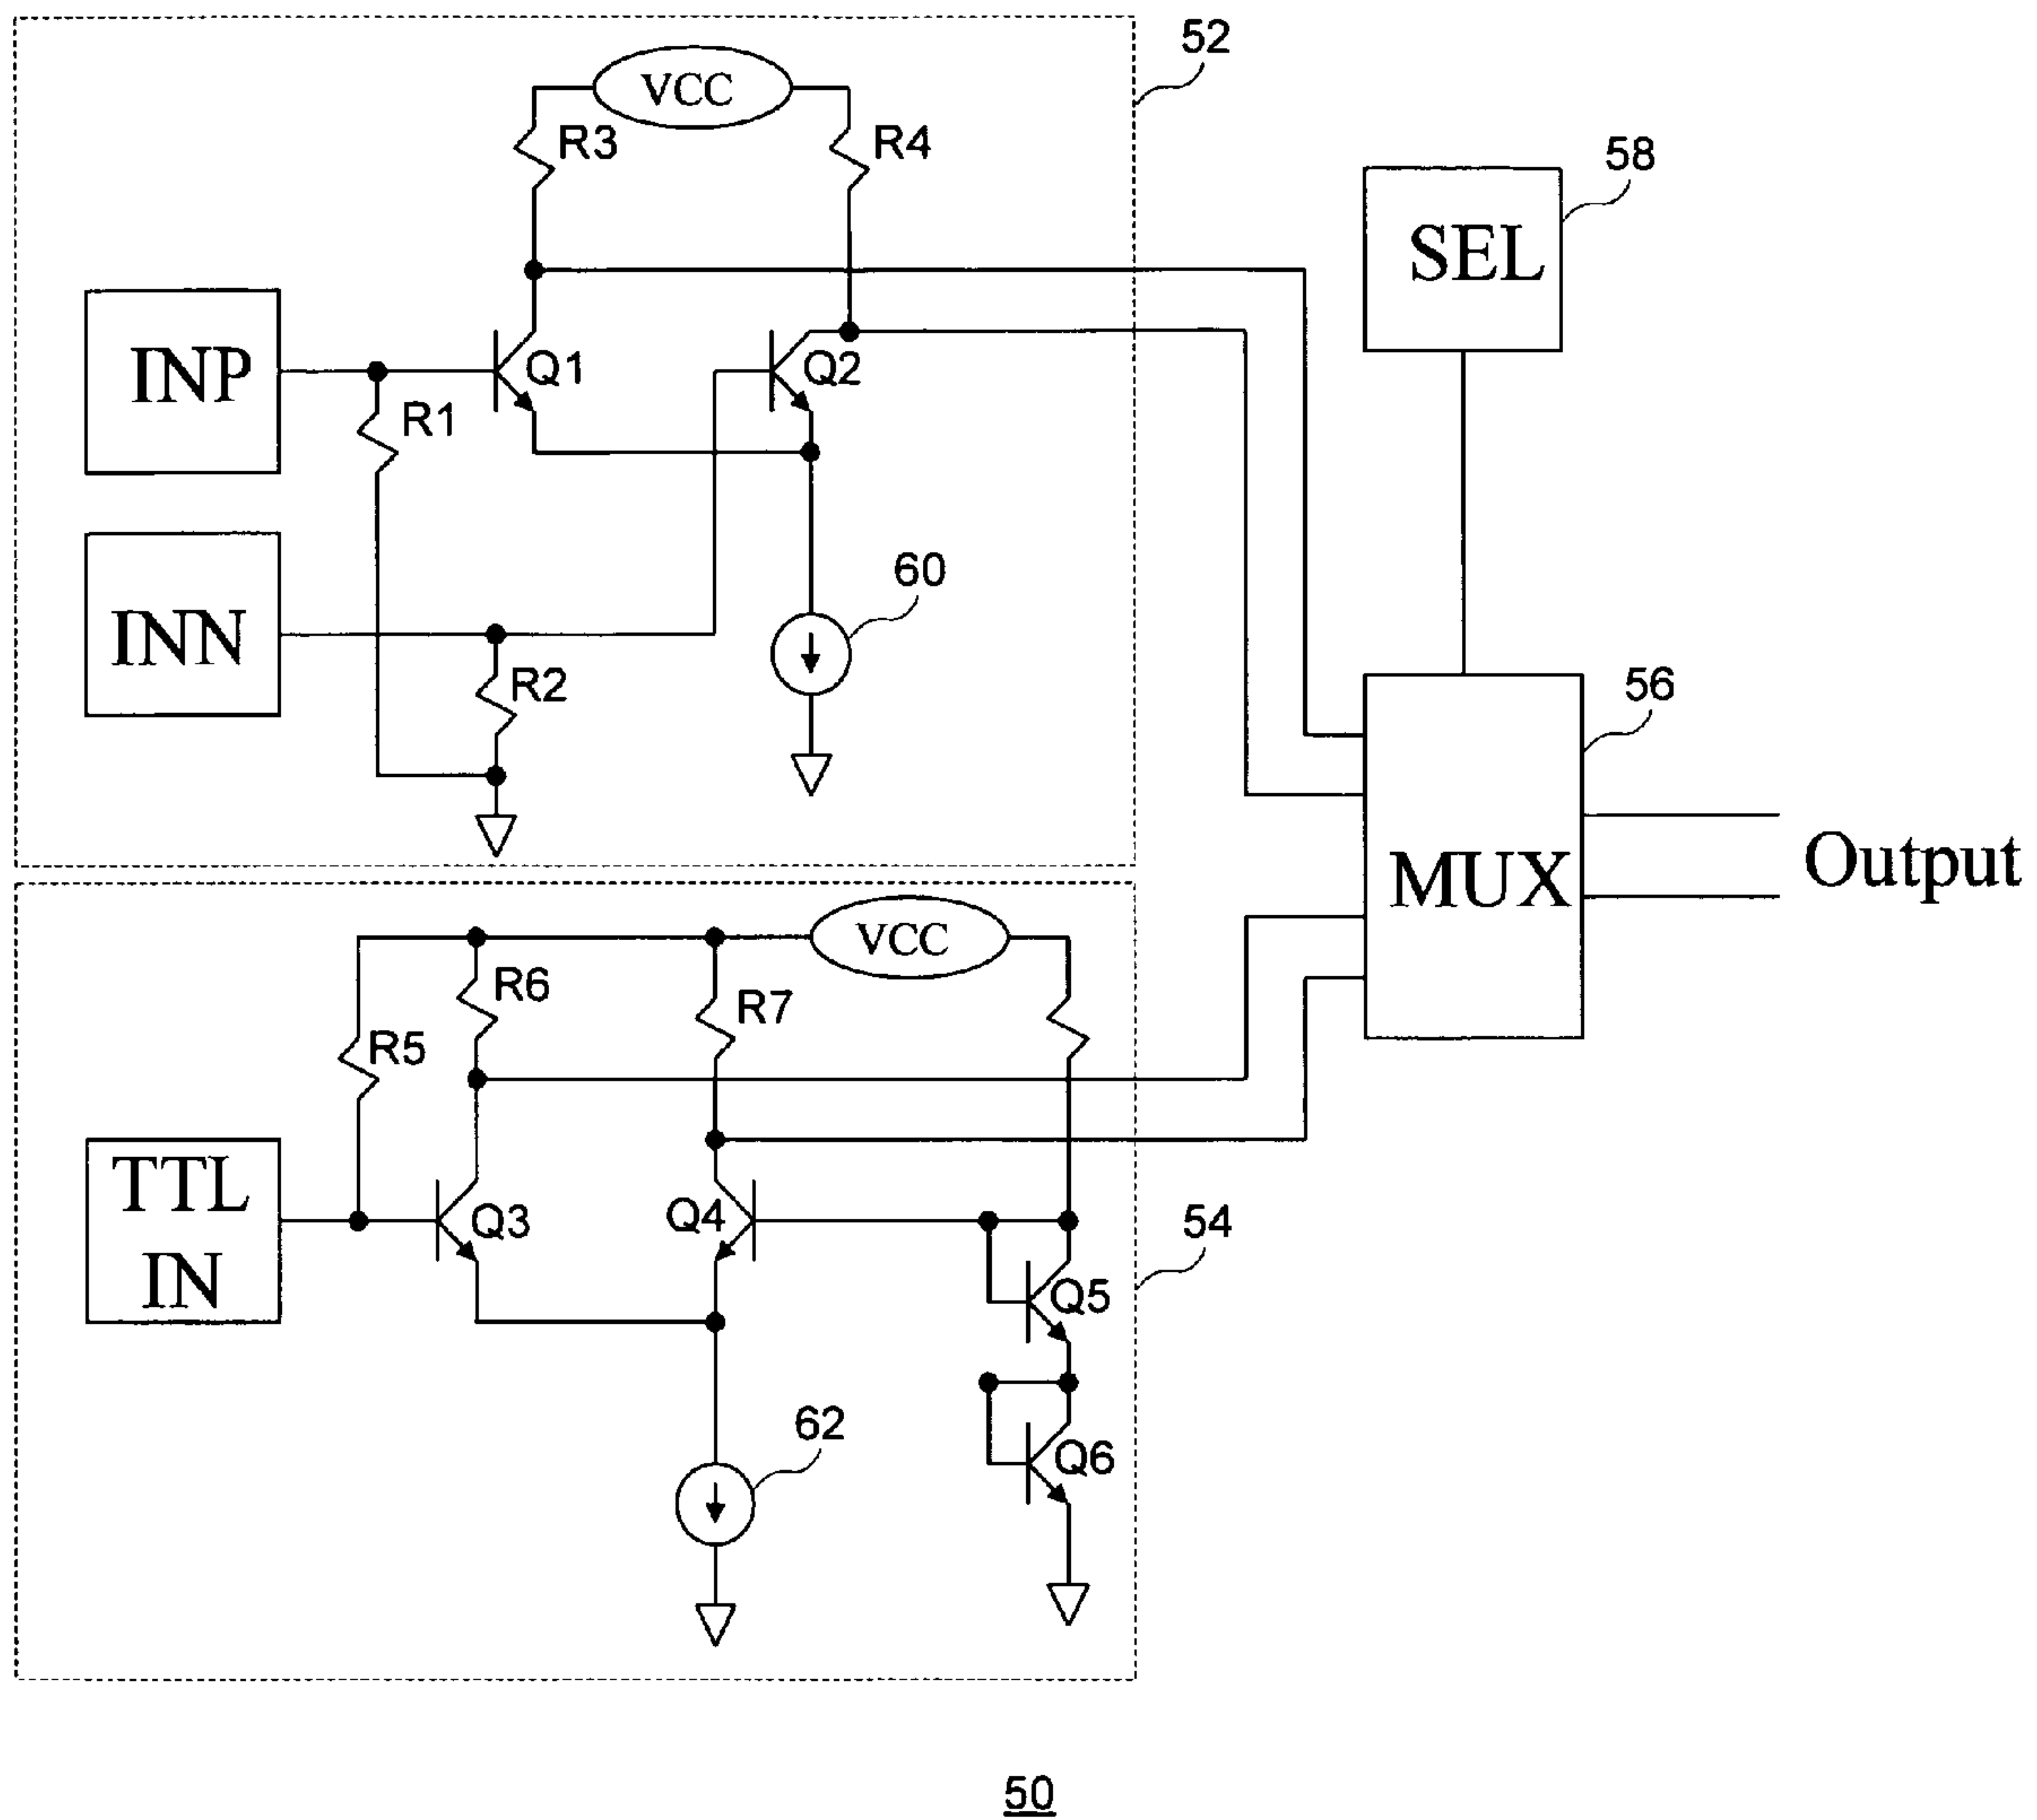 52
VCC
R3
R4
58
SEL
INP
Q1
Q2
R1
60
INN
R2
56
MUX
Output
VCC
R6
R7
R5
TTL
IN
Q3
Q4
54
Q5
62
Q6
50